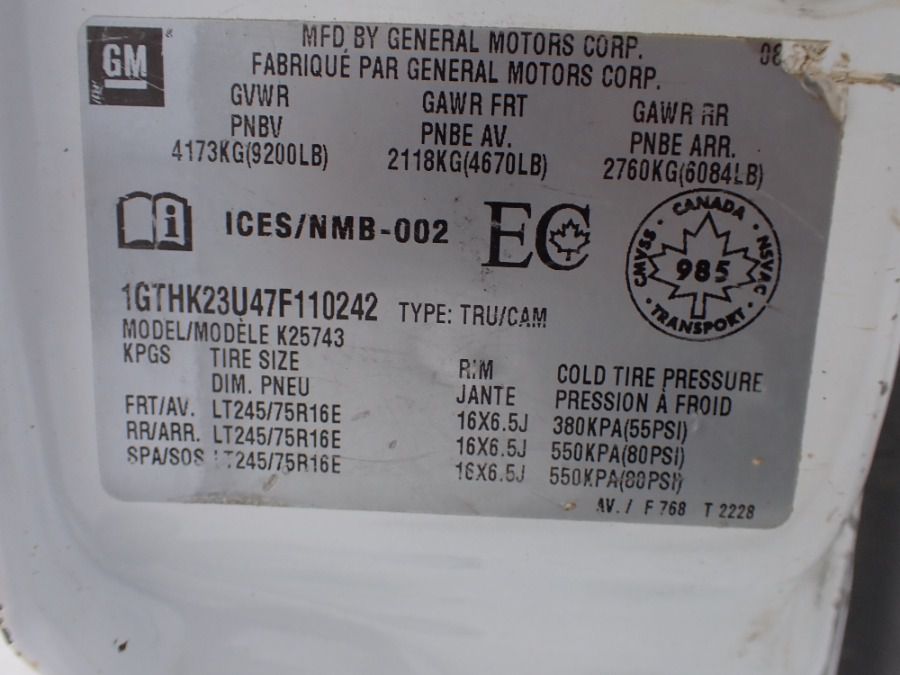 GM
MFD BY GENERAL MOTORS CORP.
FABRIQUÉ PAR GENERAL MOTORS CORP.
GVWR GAWR FRT GAWR RR
PNBV PNBE AV. PNBE ARR.
4173KG(9200LB) 2118KG(4670LB) 2760KG(6084LB)
ICES/NMB-002 EC
CANADA
CMVSS 985 NSVAC
TRANSPORT
1GTHK23U47F110242 TYPE: TRU/CAM
MODEL/MODÈLE K25743
KPGS TIRE SIZE RIM COLD TIRE PRESSURE
DIM. PNEU JANTE PRESSION À FROID
FRT/AV. LT245/75R16E 16X6.5J 380KPA(55PSI)
RR/ARR. LT245/75R16E 16X6.5J 550KPA(80PSI)
SPA/SOS LT245/75R16E 16X6.5J 550KPA(80PSI)
F 768 T 2228